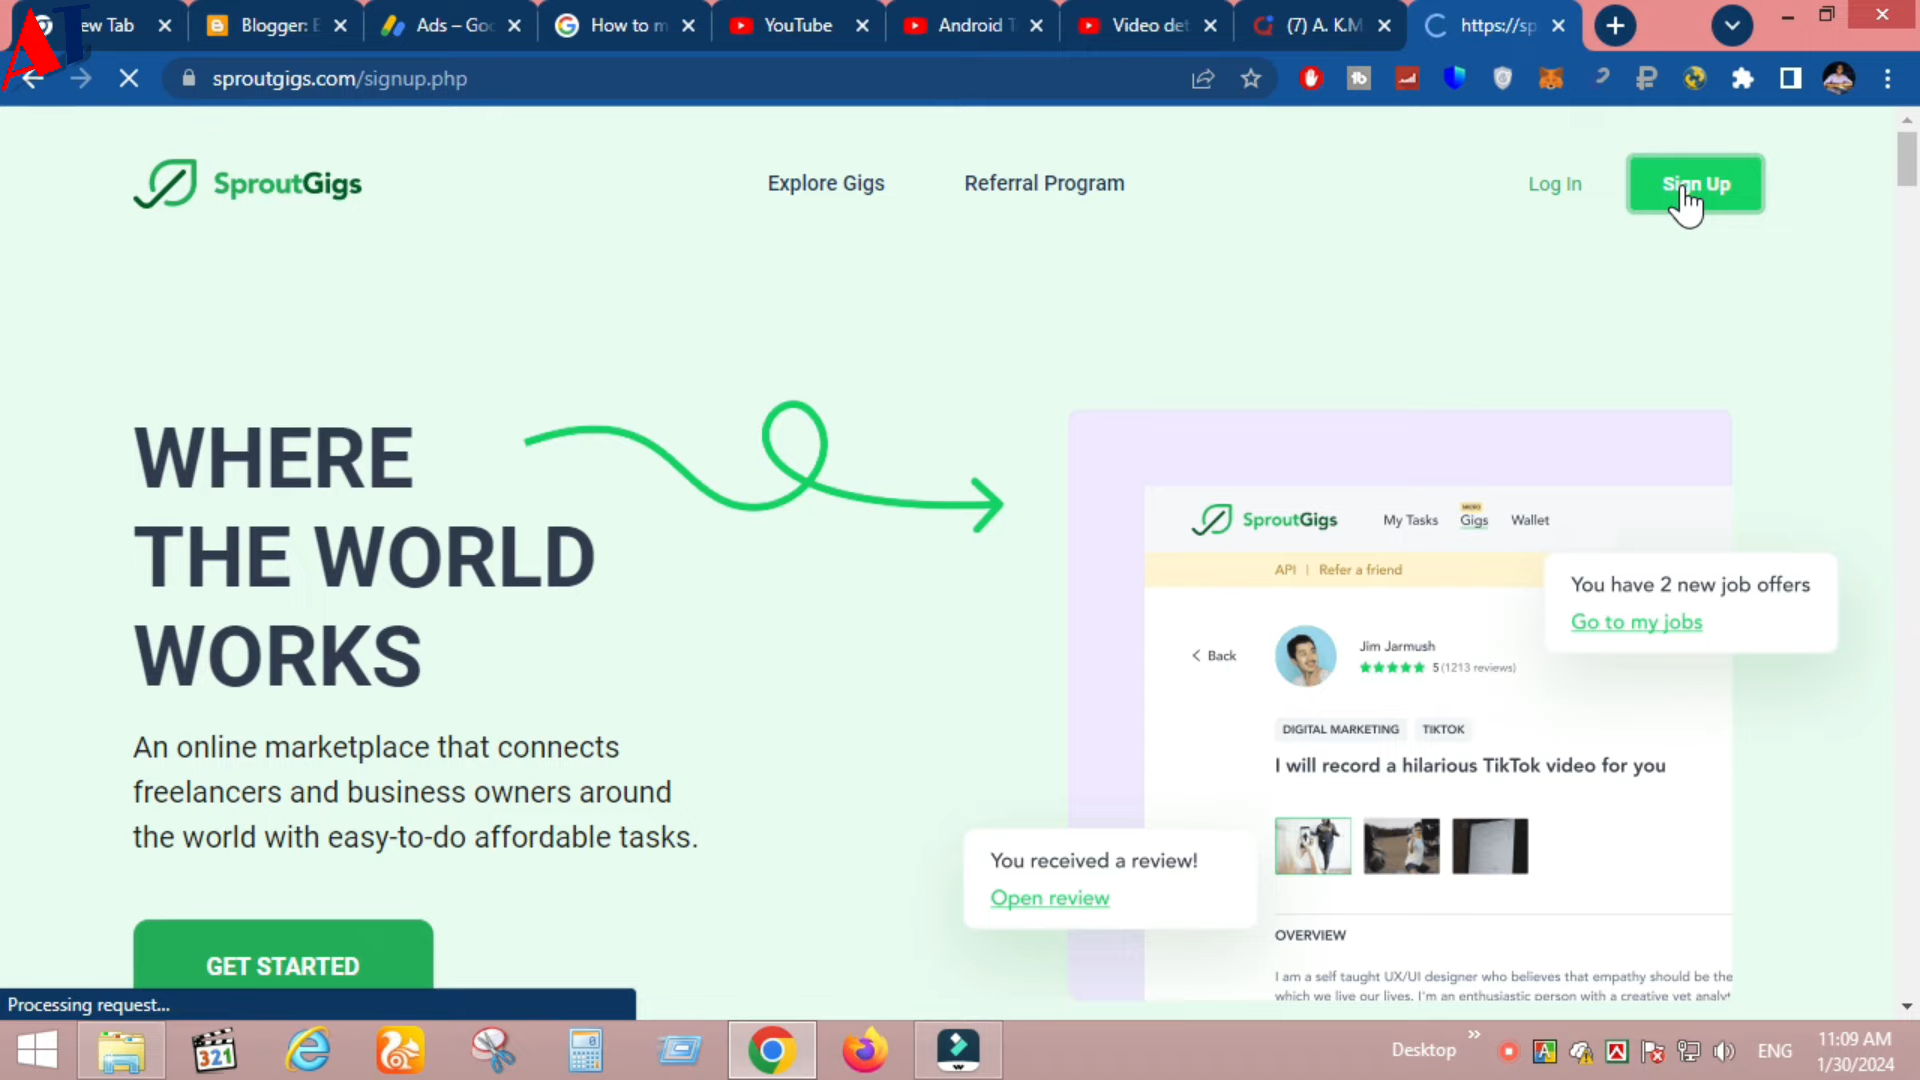 AT
ew Tab
Blogger: E
Ads – Goo
How to m
YouTube
Android T
Video det
(7) A. K.M
https://sp
sproutgigs.com/signup.php
SproutGigs
Explore Gigs
Referral Program
Log In
Sign Up
WHERE
THE WORLD
WORKS
An online marketplace that connects
freelancers and business owners around
the world with easy-to-do affordable tasks.
GET STARTED
SproutGigs
My Tasks
MICRO
Gigs
Wallet
API | Refer a friend
You have 2 new job offers
Go to my jobs
Back
Jim Jarmush
5 (1213 reviews)
DIGITAL MARKETING
TIKTOK
I will record a hilarious TikTok video for you
You received a review!
Open review
OVERVIEW
I am a self taught UX/UI designer who believes that empathy should be the
which we live our lives. I'm an enthusiastic person with a creative yet analyt
Processing request...
321
Desktop
ENG
11:09 AM
1/30/2024